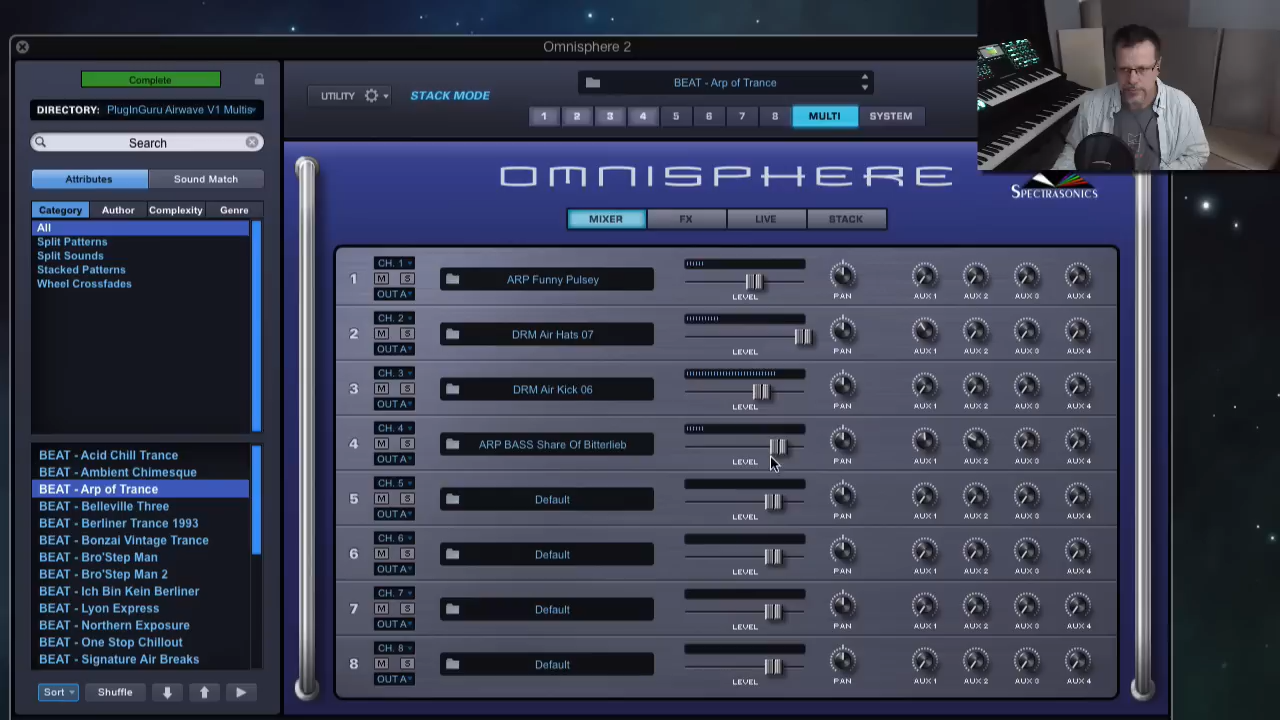 Omnisphere 2
Complete
DIRECTORY: PlugInGuru Airwave V1 Multis
Search
Attributes
Sound Match
Category
Author
Complexity
Genre
All
Split Patterns
Split Sounds
Stacked Patterns
Wheel Crossfades
BEAT - Acid Chill Trance
BEAT - Ambient Chimesque
BEAT - Arp of Trance
BEAT - Belleville Three
BEAT - Berliner Trance 1993
BEAT - Bonzai Vintage Trance
BEAT - Bro'Step Man
BEAT - Bro'Step Man 2
BEAT - Ich Bin Kein Berliner
BEAT - Lyon Express
BEAT - Northern Exposure
BEAT - One Stop Chillout
BEAT - Signature Air Breaks
Sort
Shuffle
UTILITY
STACK MODE
BEAT - Arp of Trance
1 2 3 4 5 6 7 8 MULTI SYSTEM
OMNISPHERE
SPECTRASONICS
MIXER FX LIVE STACK
1
CH. 1
M S
OUT A
ARP Funny Pulsey
LEVEL
PAN
AUX 1
AUX 2
AUX 3
AUX 4
2
CH. 2
M S
OUT A
DRM Air Hats 07
LEVEL
PAN
AUX 1
AUX 2
AUX 3
AUX 4
3
CH. 3
M S
OUT A
DRM Air Kick 06
LEVEL
PAN
AUX 1
AUX 2
AUX 3
AUX 4
4
CH. 4
M S
OUT A
ARP BASS Share Of Bitterlieb
LEVEL
PAN
AUX 1
AUX 2
AUX 3
AUX 4
5
CH. 5
M S
OUT A
Default
LEVEL
PAN
AUX 1
AUX 2
AUX 3
AUX 4
6
CH. 6
M S
OUT A
Default
LEVEL
PAN
AUX 1
AUX 2
AUX 3
AUX 4
7
CH. 7
M S
OUT A
Default
LEVEL
PAN
AUX 1
AUX 2
AUX 3
AUX 4
8
CH. 8
M S
OUT A
Default
LEVEL
PAN
AUX 1
AUX 2
AUX 3
AUX 4